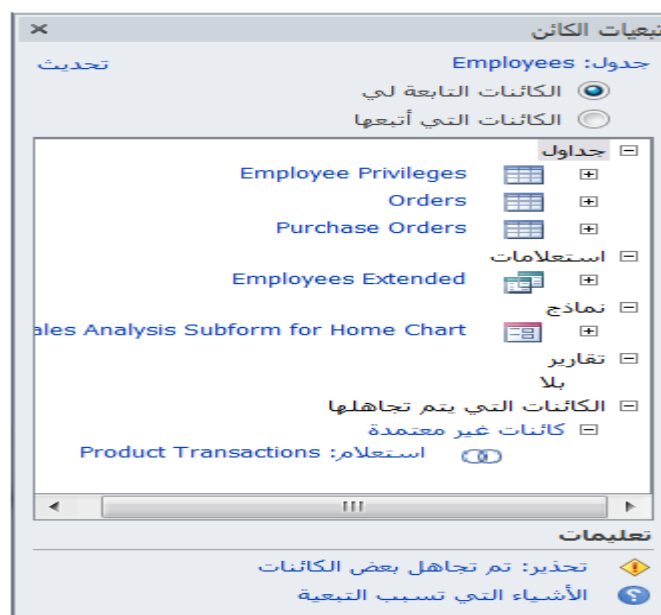 تبعيات الكائن
جدول: Employees تحديث
الكائنات التابعة لي
الكائنات التي أتبعها
جداول
Employee Privileges
Orders
Purchase Orders
استعلامات
Employees Extended
نماذج
ales Analysis Subform for Home Chart
تقارير
بلا
الكائنات التي يتم تجاهلها
كائنات غير معتمدة
استعلام: Product Transactions
تعليمات
تحذير: تم تجاهل بعض الكائنات
الأشياء التي تسبب التبعية